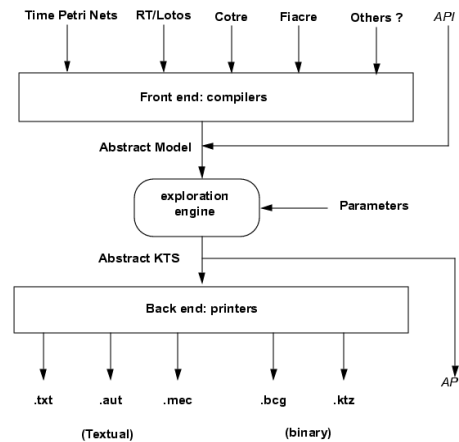 Time Petri Nets RT/Lotos Cotre Fiacre Others ? API
Front end: compilers
Abstract Model
exploration
engine
Parameters
Abstract KTS
Back end: printers
AP
.txt .aut .mec .bcg .ktz
(Textual) (binary)